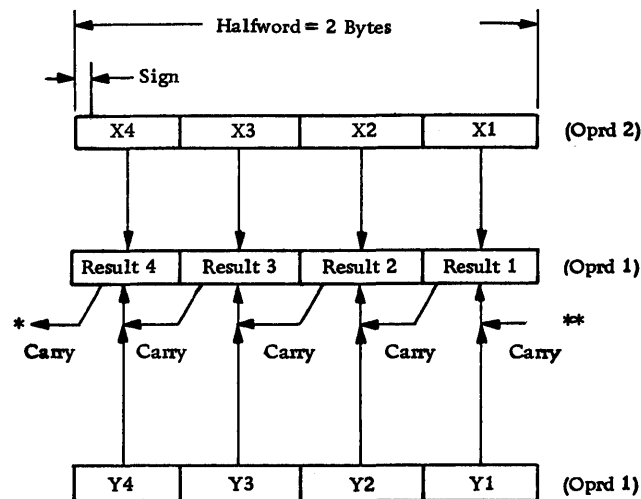 Halfword = 2 Bytes
Sign
X4 X3 X2 X1 (Oprd 2)
Result 4 Result 3 Result 2 Result 1 (Oprd 1)
* **
Carry Carry Carry Carry Carry
Y4 Y3 Y2 Y1 (Oprd 1)